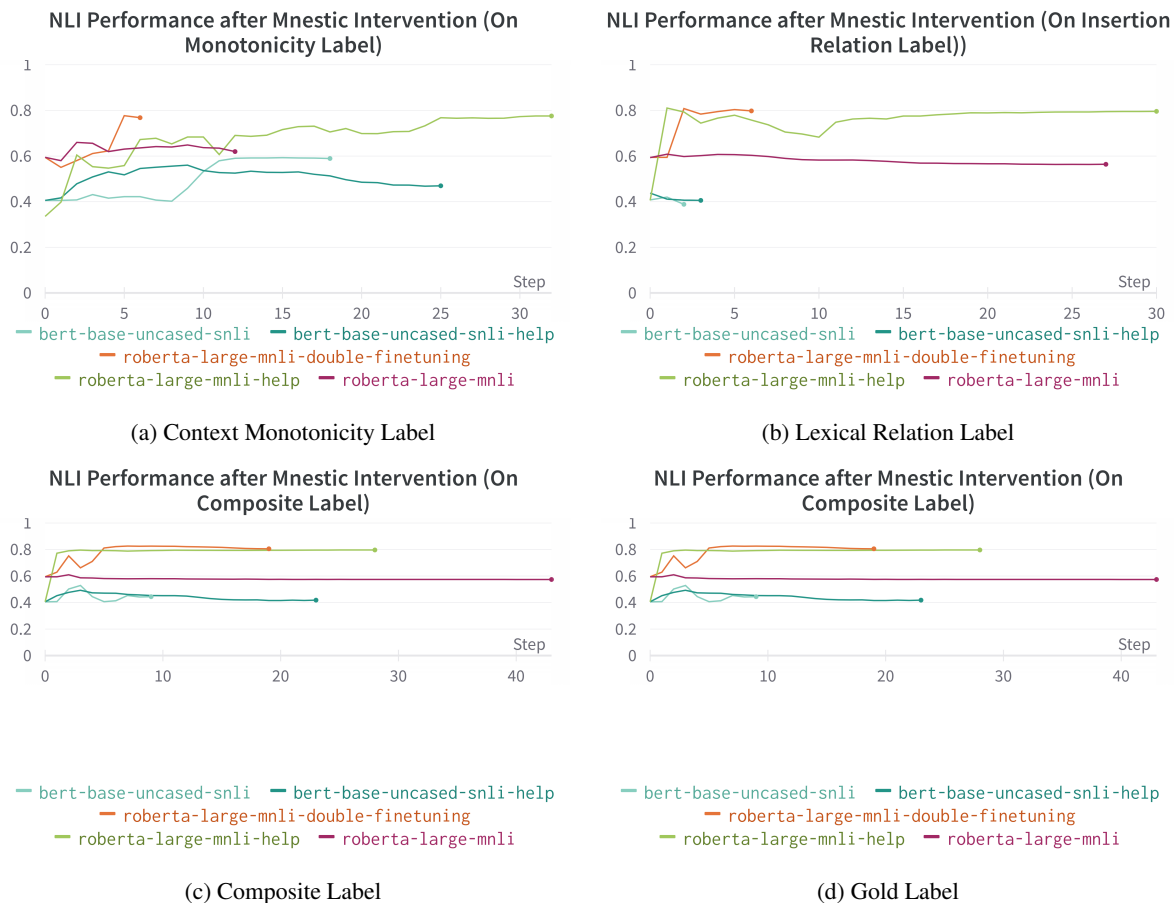 NLI Performance after Mnestic Intervention (On
Monotonicity Label)
1
0.8
0.6
0.4
0.2
0
Step
0 5 10 15 20 25 30
bert-base-uncased-snli bert-base-uncased-snli-help
roberta-large-mnli-double-finetuning
roberta-large-mnli-help roberta-large-mnli
(a) Context Monotonicity Label
NLI Performance after Mnestic Intervention (On Insertion
Relation Label))
1
0.8
0.6
0.4
0.2
0
Step
0 5 10 15 20 25 30
bert-base-uncased-snli bert-base-uncased-snli-help
roberta-large-mnli-double-finetuning
roberta-large-mnli-help roberta-large-mnli
(b) Lexical Relation Label
NLI Performance after Mnestic Intervention (On
Composite Label)
1
0.8
0.6
0.4
0.2
0
Step
0 10 20 30 40
bert-base-uncased-snli bert-base-uncased-snli-help
roberta-large-mnli-double-finetuning
roberta-large-mnli-help roberta-large-mnli
(c) Composite Label
NLI Performance after Mnestic Intervention (On
Composite Label)
1
0.8
0.6
0.4
0.2
0
Step
0 10 20 30 40
bert-base-uncased-snli bert-base-uncased-snli-help
roberta-large-mnli-double-finetuning
roberta-large-mnli-help roberta-large-mnli
(d) Gold Label